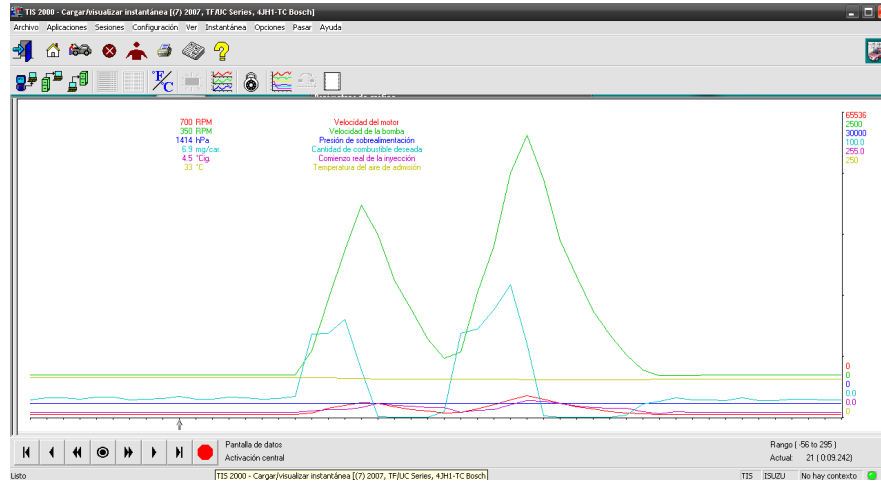 TIS 2000 - Cargar/visualizar instantánea [(7) 2007, TF/UC Series, 4JH1-TC Bosch]
Archivo Aplicaciones Sesiones Configuración Ver Instantánea Opciones Pasar Ayuda
°F/C
700 RPM Velocidad del motor 65536
350 RPM Velocidad de la bomba 2500
1414 hPa Presión de sobrealimentación 30000
6.9 mg/car. Cantidad de combustible deseada 100.0
4.5 °Cig. Comienzo real de la inyección 255.0
33 °C Temperatura del aire de admisión 250
0
0
0
0.0
0.0
0
Pantalla de datos Rango ( -56 to 295 )
Activación central Actual: 21 ( 0:09.242)
Listo TIS 2000 - Cargar/visualizar instantánea [(7) 2007, TF/UC Series, 4JH1-TC Bosch] TIS ISUZU No hay contexto